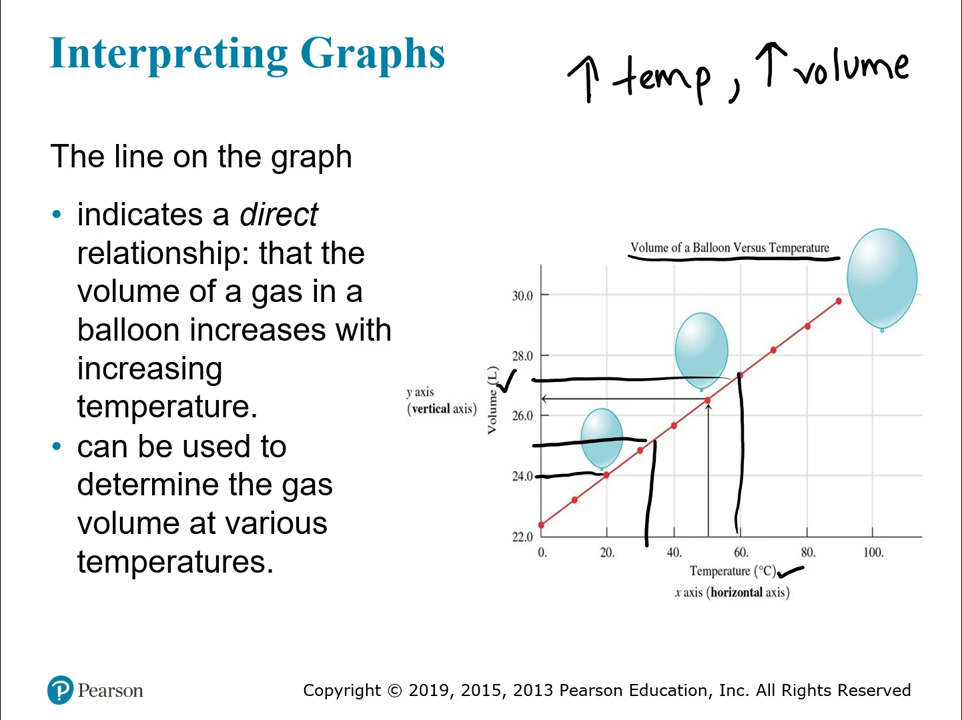 Interpreting Graphs
↑ temp, ↑ volume
The line on the graph
• indicates a direct
relationship: that the
volume of a gas in a
balloon increases with
increasing
temperature.
• can be used to
determine the gas
volume at various
temperatures.
Volume of a Balloon Versus Temperature
30.0
28.0
26.0
24.0
22.0
Volume (L)
y axis
(vertical axis)
0. 20. 40. 60. 80. 100.
Temperature (°C)
x axis (horizontal axis)
Pearson
Copyright © 2019, 2015, 2013 Pearson Education, Inc. All Rights Reserved